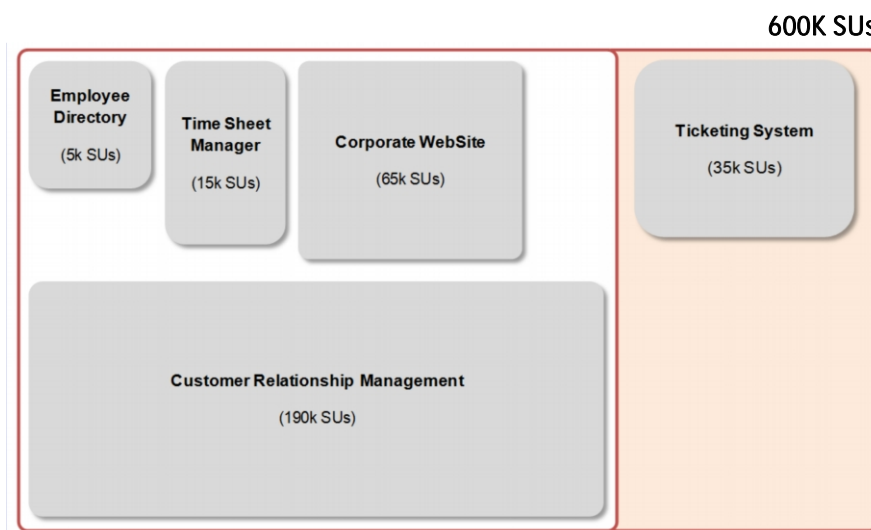 600K SUs
Employee
Directory
(5k SUs)
Time Sheet
Manager
(15k SUs)
Corporate WebSite
(65k SUs)
Ticketing System
(35k SUs)
Customer Relationship Management
(190k SUs)